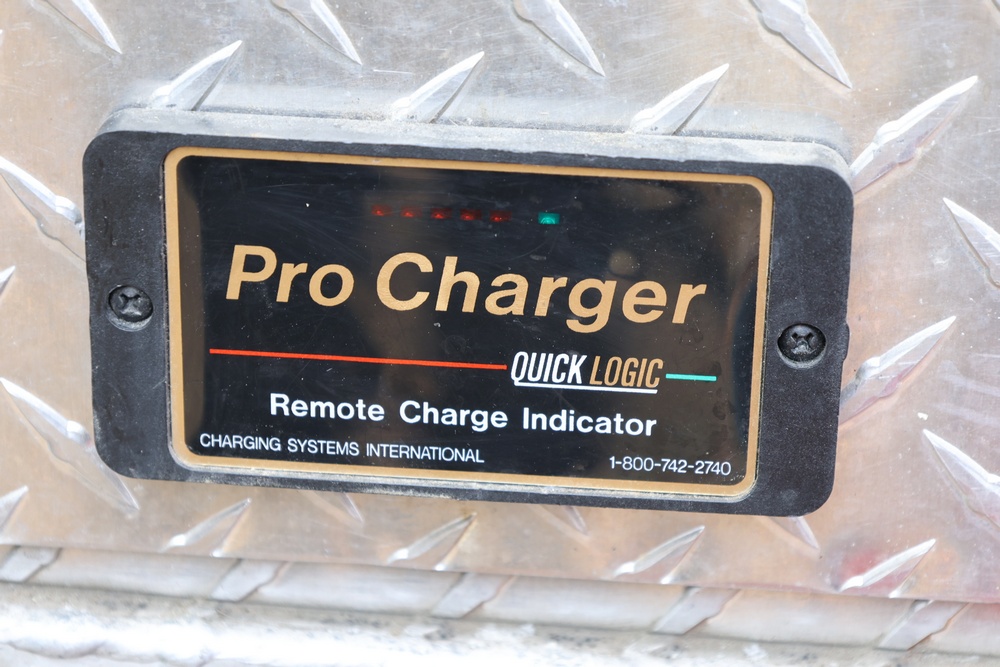 Pro Charger
QUICK LOGIC
Remote Charge Indicator
CHARGING SYSTEMS INTERNATIONAL
1-800-742-2740